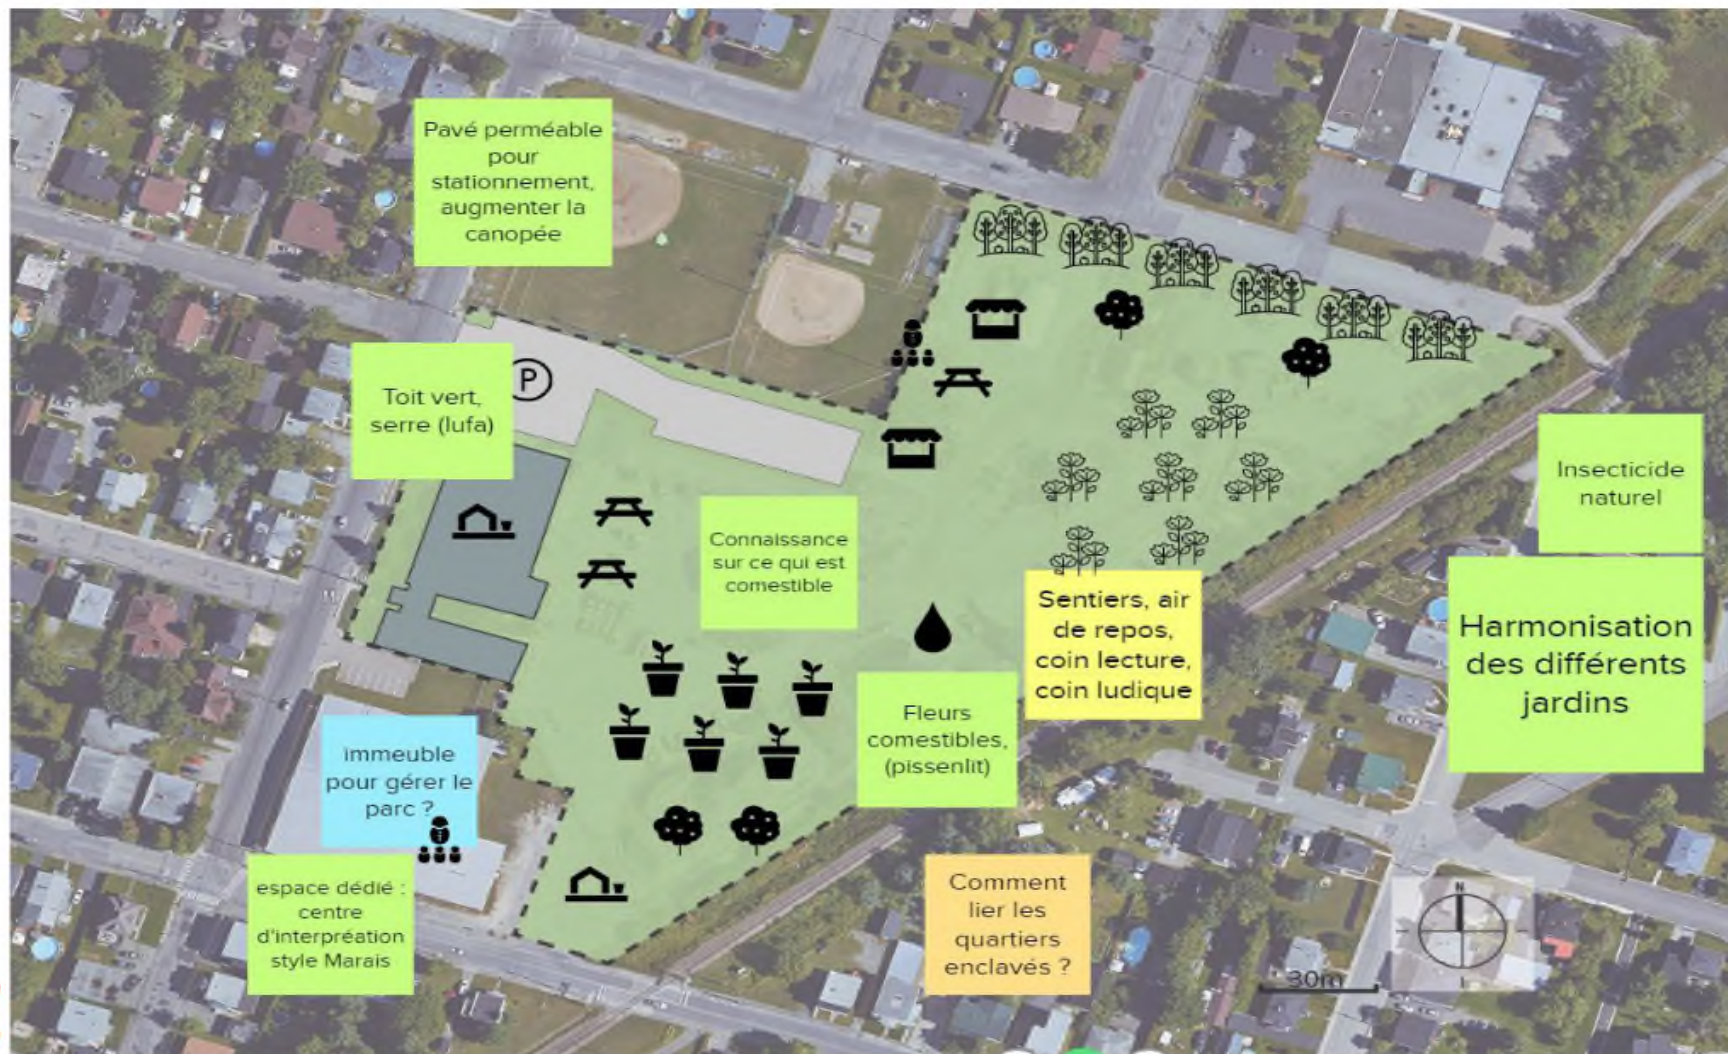 Pavé perméable
pour
stationnement,
augmenter la
canopée
P
Toit vert,
serre (lufa)
Connaissance
sur ce qui est
comestible
Insecticide
naturel
Sentiers, air
de repos,
coin lecture,
coin ludique
Harmonisation
des différents
jardins
Fleurs
comestibles,
(pissenlit)
immeuble
pour gérer le
parc ?
espace dédié :
centre
d'interpréation
style Marais
Comment
lier les
quartiers
enclavés ?
N
30m